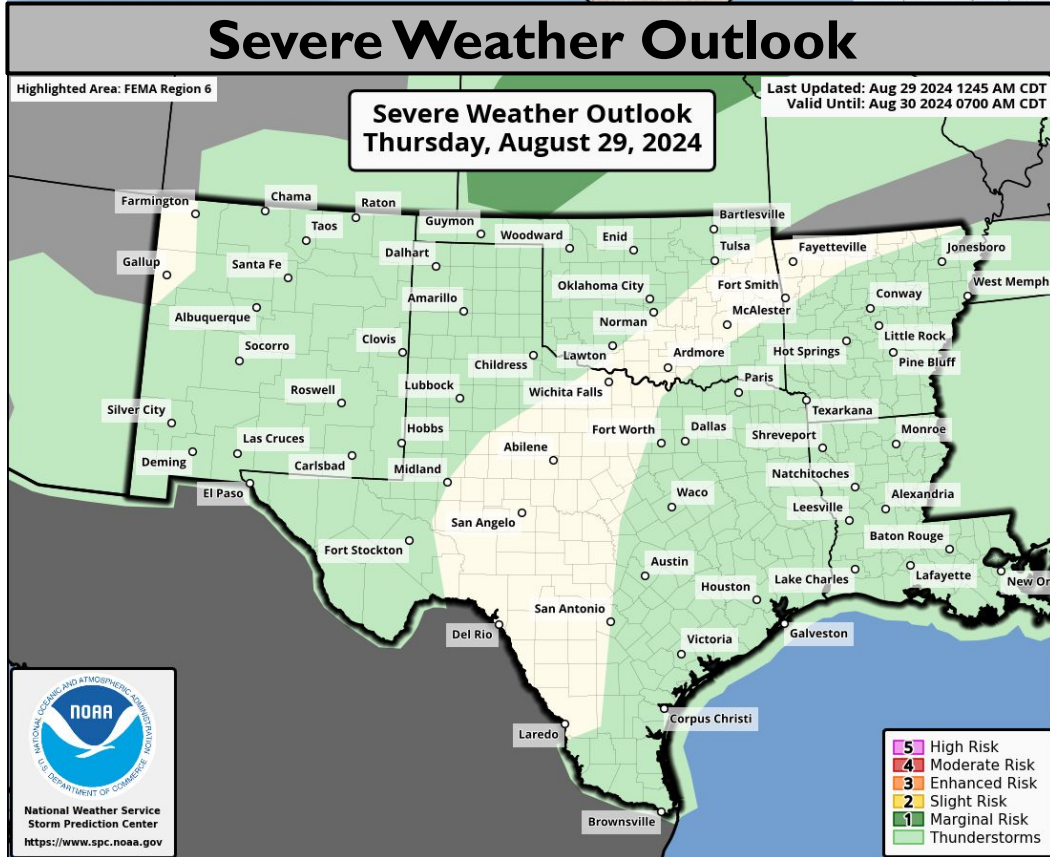 Severe Weather Outlook
Highlighted Area: FEMA Region 6
Severe Weather Outlook
Thursday, August 29, 2024
Last Updated: Aug 29 2024 1245 AM CDT
Valid Until: Aug 30 2024 0700 AM CDT
Farmington
Chama
Raton
Taos
Guymon
Woodward
Enid
Bartlesville
Tulsa
Fayetteville
Jonesboro
Gallup
Santa Fe
Dalhart
Oklahoma City
Fort Smith
Conway
West Memph
Albuquerque
Amarillo
Norman
McAlester
Little Rock
Socorro
Clovis
Childress
Lawton
Ardmore
Hot Springs
Pine Bluff
Roswell
Lubbock
Wichita Falls
Paris
Texarkana
Silver City
Las Cruces
Hobbs
Abilene
Fort Worth
Dallas
Shreveport
Monroe
Deming
Carlsbad
Midland
Natchitoches
El Paso
San Angelo
Waco
Leesville
Alexandria
Fort Stockton
Austin
Baton Rouge
Houston
Lake Charles
Lafayette
New Or
Del Rio
San Antonio
Victoria
Galveston
Laredo
Corpus Christi
Brownsville
NATIONAL OCEANIC AND ATMOSPHERIC ADMINISTRATION
NOAA
U.S. DEPARTMENT OF COMMERCE
National Weather Service
Storm Prediction Center
https://www.spc.noaa.gov
5 High Risk
4 Moderate Risk
3 Enhanced Risk
2 Slight Risk
1 Marginal Risk
Thunderstorms